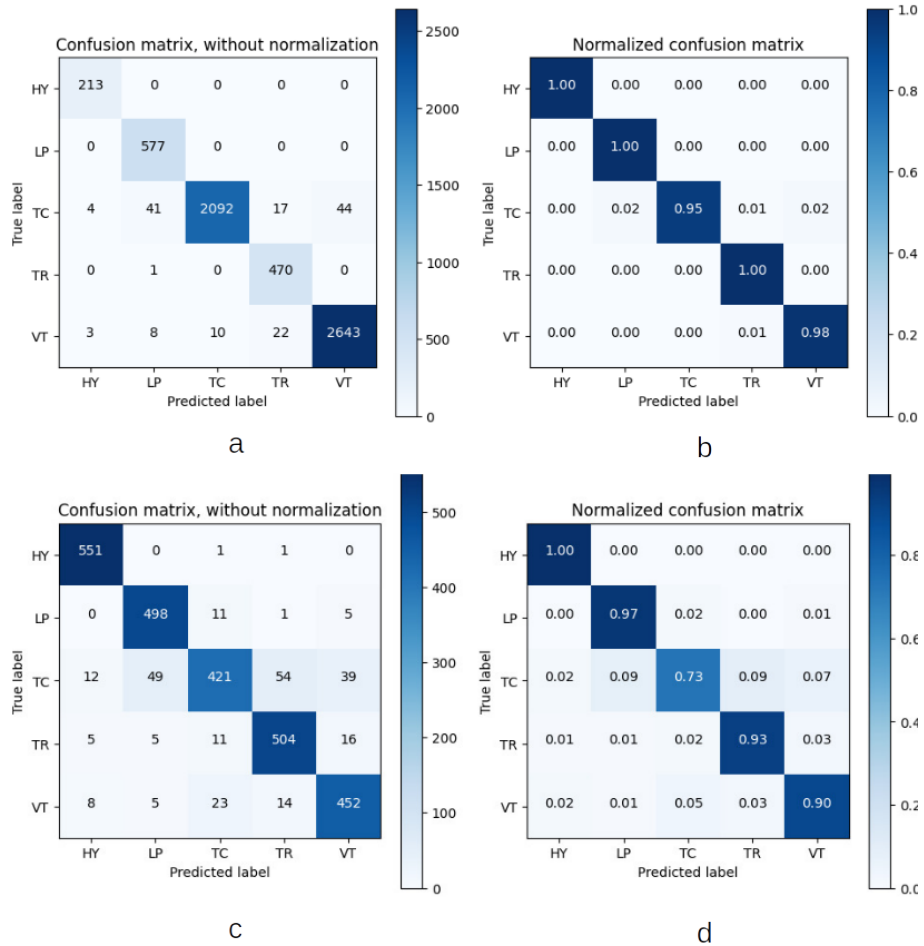 Confusion matrix, without normalization
HY 213 0 0 0 0
LP 0 577 0 0 0
TC 4 41 2092 17 44
TR 0 1 0 470 0
VT 3 8 10 22 2643
HY LP TC TR VT
True label
Predicted label
2500
2000
1500
1000
500
0
a
Normalized confusion matrix
HY 1.00 0.00 0.00 0.00 0.00
LP 0.00 1.00 0.00 0.00 0.00
TC 0.00 0.02 0.95 0.01 0.02
TR 0.00 0.00 0.00 1.00 0.00
VT 0.00 0.00 0.00 0.01 0.98
HY LP TC TR VT
True label
Predicted label
1.0
0.8
0.6
0.4
0.2
0.0
b
Confusion matrix, without normalization
HY 551 0 1 1 0
LP 0 498 11 1 5
TC 12 49 421 54 39
TR 5 5 11 504 16
VT 8 5 23 14 452
HY LP TC TR VT
True label
Predicted label
500
400
300
200
100
0
c
Normalized confusion matrix
HY 1.00 0.00 0.00 0.00 0.00
LP 0.00 0.97 0.02 0.00 0.01
TC 0.02 0.09 0.73 0.09 0.07
TR 0.01 0.01 0.02 0.93 0.03
VT 0.02 0.01 0.05 0.03 0.90
HY LP TC TR VT
True label
Predicted label
0.8
0.6
0.4
0.2
0.0
d